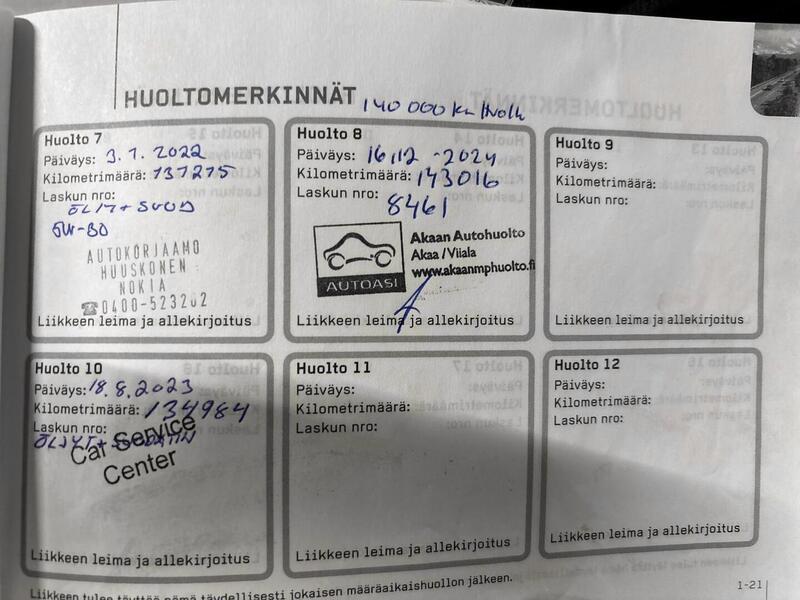 HUOLTOMERKINNÄT 140 000 km
Huolto 7
Päiväys: 3.1.2022
Kilometrimäärä:
Laskun nro:
5W-30
AUTOKORJAAMO
HUUSKONEN
NOKIA
☎0400-523202
Liikkeen leima ja allekirjoitus
Huolto 8
Päiväys: 16.12 -2024
Kilometrimäärä: 143016
Laskun nro:
8461
AUTOASI
Akaan Autohuolto
Akaa / Viiala
www.akaanmphuolto.fi
Liikkeen leima ja allekirjoitus
Huolto 9
Päiväys:
Kilometrimäärä:
Laskun nro:
Liikkeen leima ja allekirjoitus
Huolto 10
Päiväys: 18.8.2023
Kilometrimäärä: 134984
Laskun nro:
Car Service
Center
Liikkeen leima ja allekirjoitus
Huolto 11
Päiväys:
Kilometrimäärä:
Laskun nro:
Liikkeen leima ja allekirjoitus
Huolto 12
Päiväys:
Kilometrimäärä:
Laskun nro:
Liikkeen leima ja allekirjoitus
Liikkeen tulee täyttää nämä täydellisesti jokaisen määräaikaishuollon jälkeen.
1-21